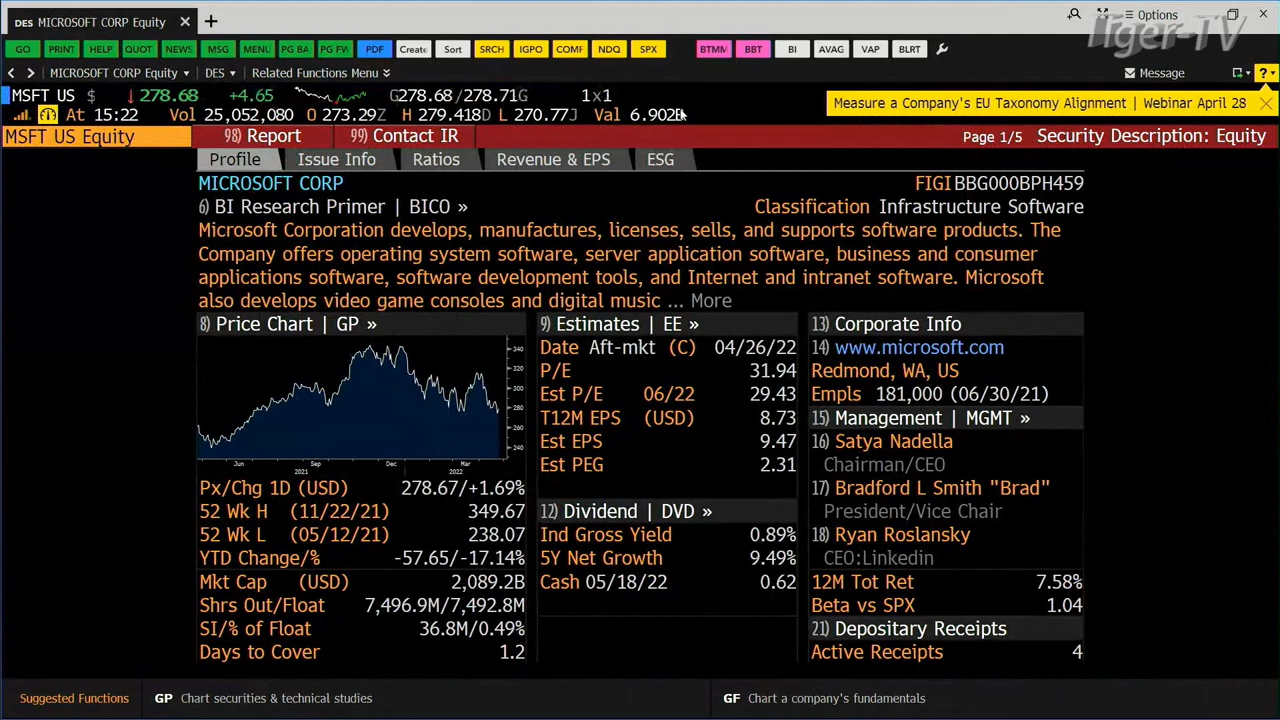 DES MICROSOFT CORP Equity
Options
Tiger-TV
GO PRINT HELP QUOT NEWS MSG MENU PG BA PG FW PDF Create Sort SRCH IGPO COMF NDQ SPX BTMM BBT BI AVAG VAP BLRT
MICROSOFT CORP Equity DES Related Functions Menu Message ?
MSFT US $ ↓278.68 +4.65 G278.68/278.71G 1x1
At 15:22 Vol 25,052,080 O 273.29Z H 279.418D L 270.77J Val 6.902B
Measure a Company's EU Taxonomy Alignment | Webinar April 28
MSFT US Equity 98) Report 99) Contact IR Page 1/5 Security Description: Equity
Profile Issue Info Ratios Revenue & EPS ESG
MICROSOFT CORP FIGI BBG000BPH459
6) BI Research Primer | BICO » Classification Infrastructure Software
Microsoft Corporation develops, manufactures, licenses, sells, and supports software products. The
Company offers operating system software, server application software, business and consumer
applications software, software development tools, and Internet and intranet software. Microsoft
also develops video game consoles and digital music ... More
8) Price Chart | GP »
340
320
300
280
260
240
Jun Sep Dec Mar
2021 2022
Px/Chg 1D (USD) 278.67/+1.69%
52 Wk H (11/22/21) 349.67
52 Wk L (05/12/21) 238.07
YTD Change/% -57.65/-17.14%
Mkt Cap (USD) 2,089.2B
Shrs Out/Float 7,496.9M/7,492.8M
SI/% of Float 36.8M/0.49%
Days to Cover 1.2
9) Estimates | EE »
Date Aft-mkt (C) 04/26/22
P/E 31.94
Est P/E 06/22 29.43
T12M EPS (USD) 8.73
Est EPS 9.47
Est PEG 2.31
12) Dividend | DVD »
Ind Gross Yield 0.89%
5Y Net Growth 9.49%
Cash 05/18/22 0.62
13) Corporate Info
14) www.microsoft.com
Redmond, WA, US
Empls 181,000 (06/30/21)
15) Management | MGMT »
16) Satya Nadella
Chairman/CEO
17) Bradford L Smith "Brad"
President/Vice Chair
18) Ryan Roslansky
CEO:Linkedin
12M Tot Ret 7.58%
Beta vs SPX 1.04
21) Depositary Receipts
Active Receipts 4
Suggested Functions GP Chart securities & technical studies GF Chart a company's fundamentals